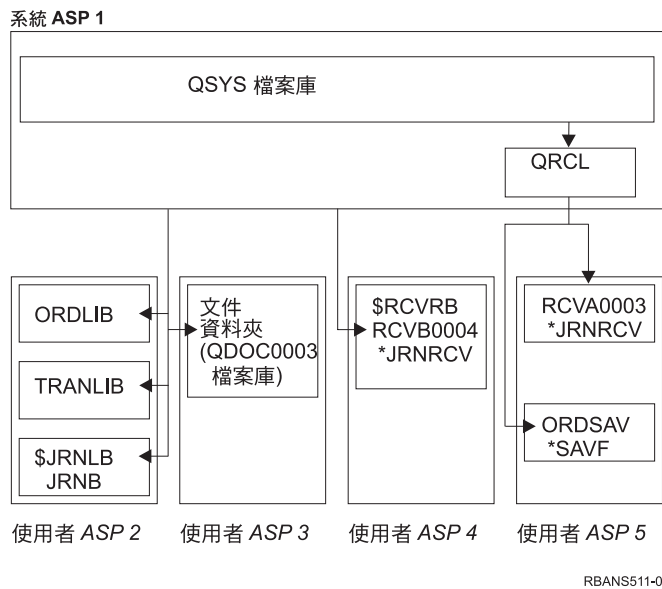 系統 ASP 1
QSYS 檔案庫
QRCL
ORDLIB
TRANLIB
$JRNLB
JRNB
使用者 ASP 2
文件
資料夾
(QDOC0003
檔案庫)
使用者 ASP 3
$RCVRB
RCVB0004
*JRNRCV
使用者 ASP 4
RCVA0003
*JRNRCV
ORDSAV
*SAVF
使用者 ASP 5
RBANS511-0